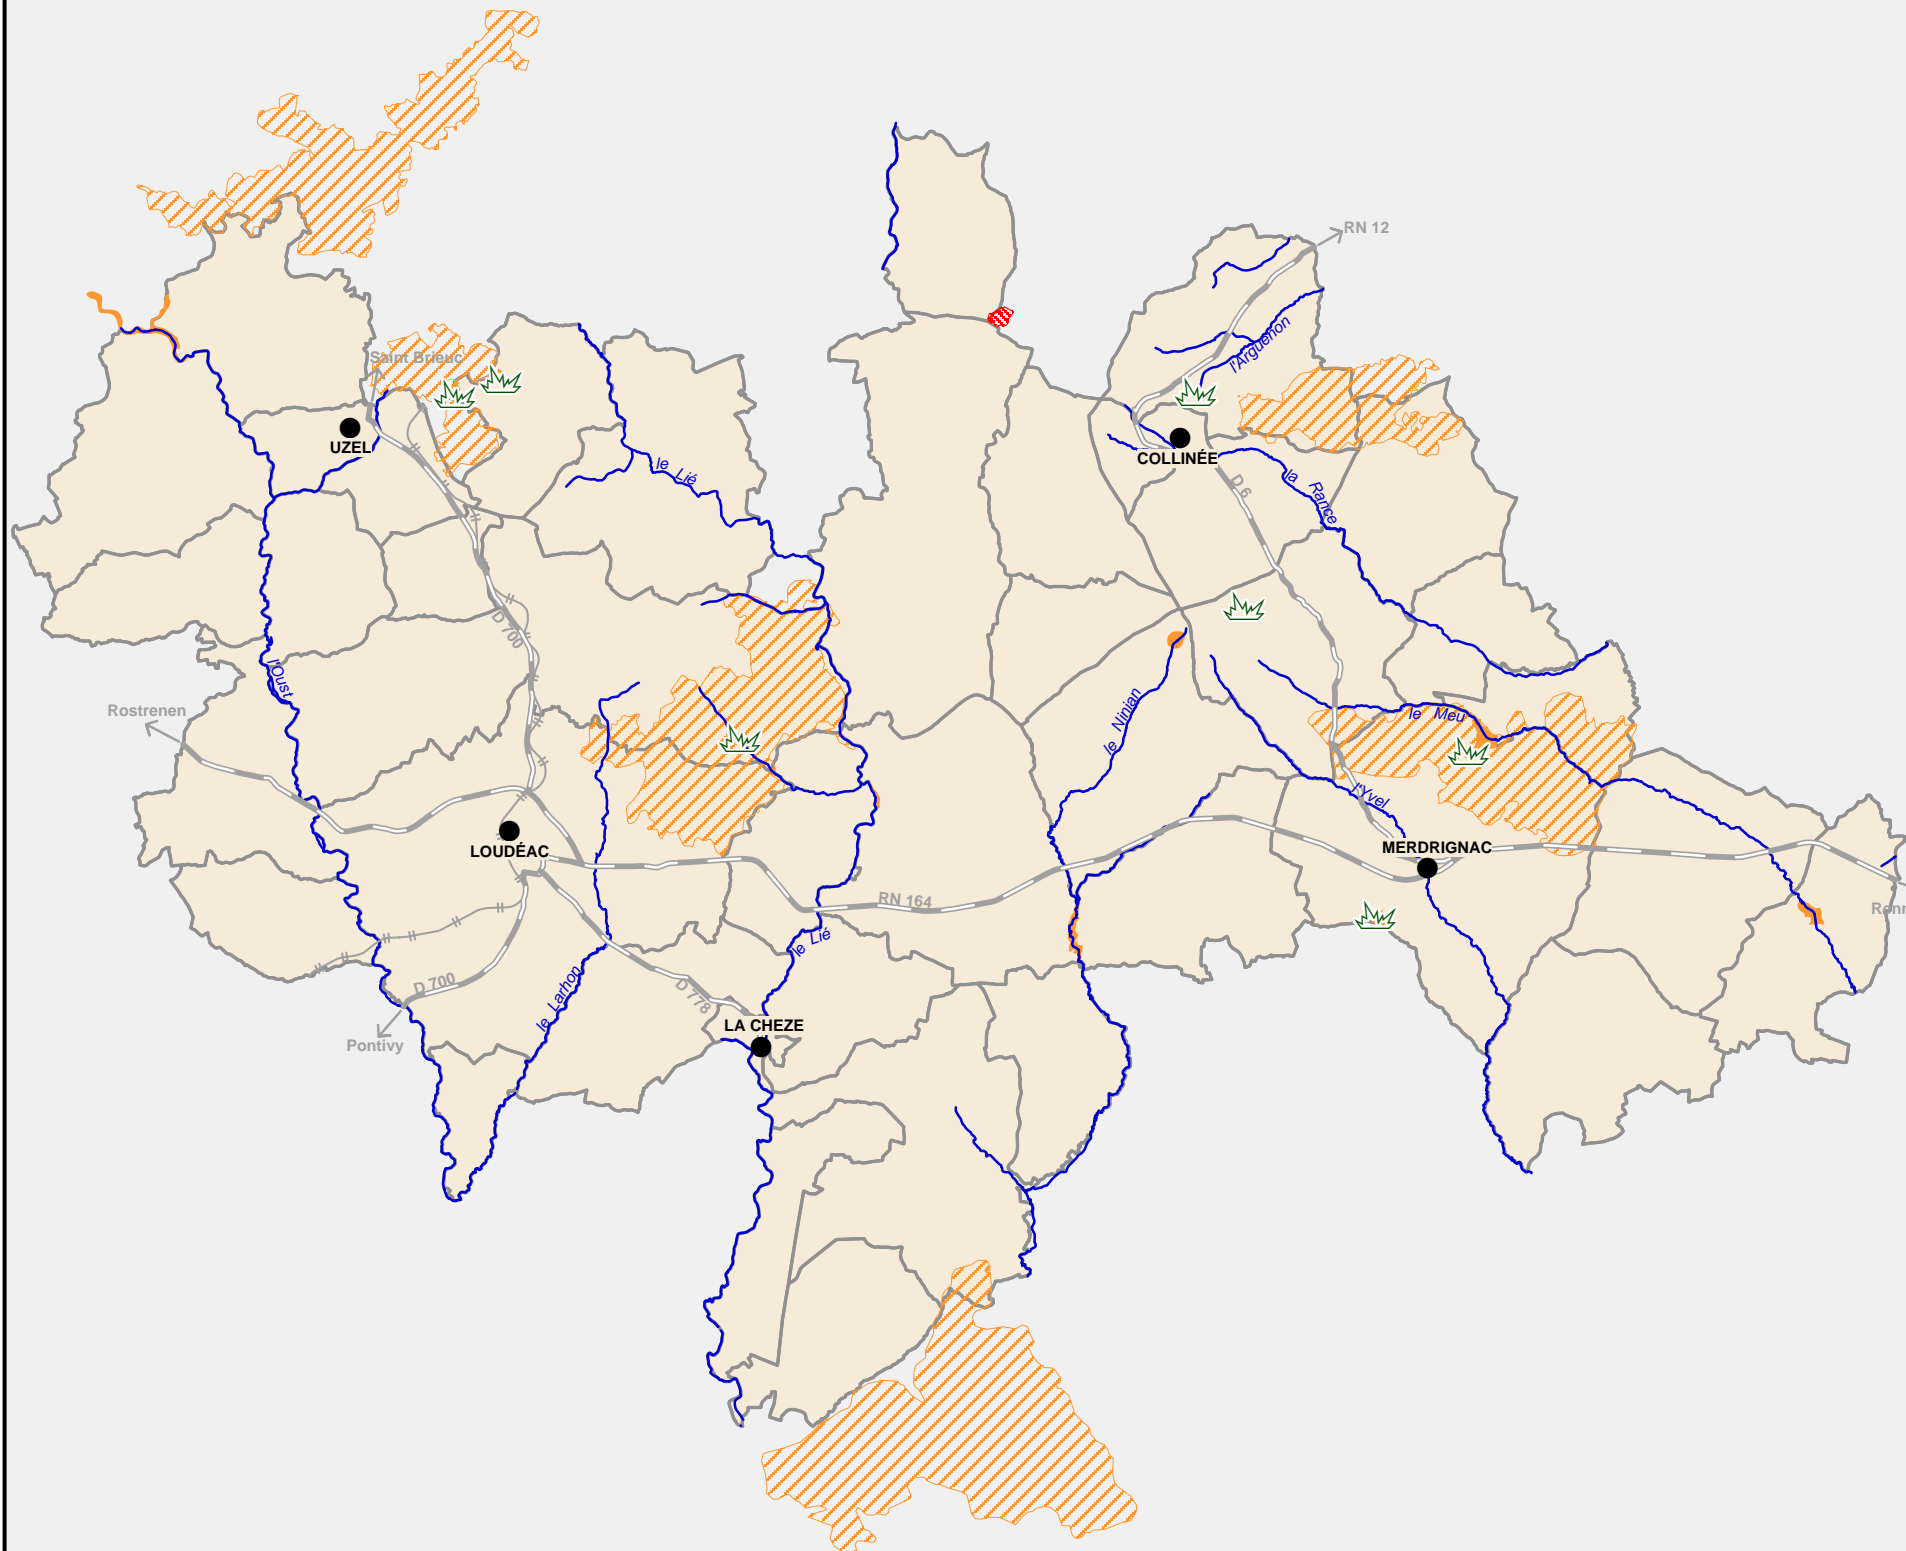 RN 12
l'Arguenon
Saint Brieuc
UZEL
COLLINÉE
le Lié
D 6
la Rance
D 700
l'Oust
Rostrenen
le Ninian
le Meu
l'Yvel
LOUDÉAC
MERDRIGNAC
RN 164
Renn
le Lié
D 700
le Larhon
D 778
LA CHEZE
Pontivy